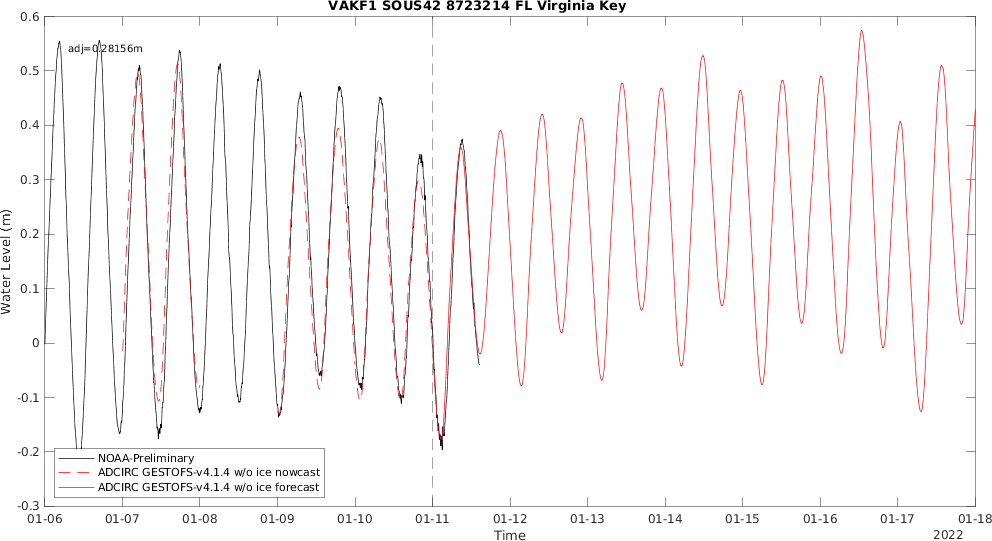 VAKF1 SOUS42 8723214 FL Virginia Key
adj=0.28156m
Water Level (m)
0.6
0.5
0.4
0.3
0.2
0.1
0
-0.1
-0.2
-0.3
NOAA-Preliminary
ADCIRC GESTOFS-v4.1.4 w/o ice nowcast
ADCIRC GESTOFS-v4.1.4 w/o ice forecast
01-06 01-07 01-08 01-09 01-10 01-11 01-12 01-13 01-14 01-15 01-16 01-17 01-18
Time
2022